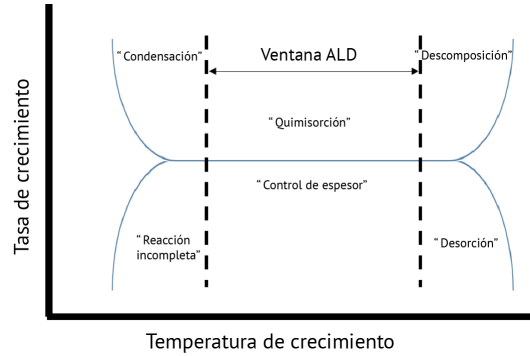 “Condensación”
Ventana ALD
“Descomposición”
“Quimisorción”
“Control de espesor”
“Reacción
incompleta”
“Desorción”
Tasa de crecimiento
Temperatura de crecimiento